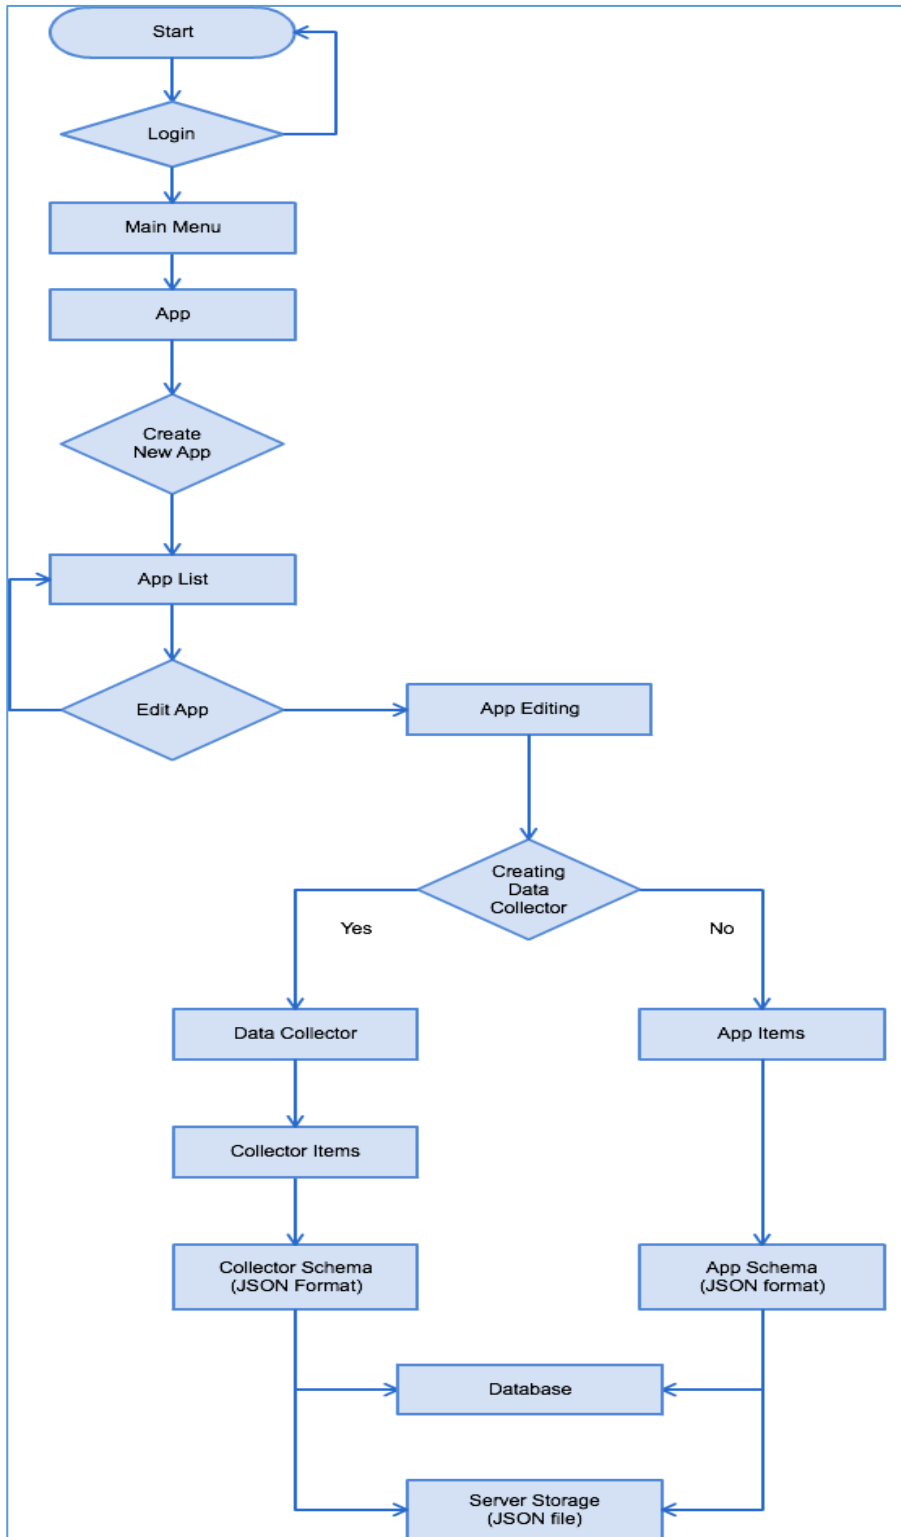 Start
Login
Main Menu
App
Create
New App
App List
Edit App
App Editing
Creating
Data
Collector
Yes
No
Data Collector
App Items
Collector Items
Collector Schema
(JSON Format)
App Schema
(JSON format)
Database
Server Storage
(JSON file)